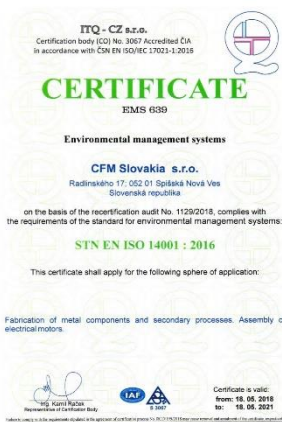 ITQ - CZ s.r.o.
Certification body (CO) No. 3067 Accredited ČIA
in accordance with ČSN EN ISO/IEC 17021-1:2016
CERTIFICATE
EMS 639
Environmental management systems
CFM Slovakia s.r.o.
Radlinského 17; 052 01 Spišská Nová Ves
Slovenská republika
on the basis of the recertification audit No. 1129/2018, complies with
the requirements of the standard for environmental management systems:
STN EN ISO 14001 : 2016
This certificate shall apply for the following sphere of application:
Fabrication of metal components and secondary processes. Assembly of
electrical motors.
Ing. Kamil Raček
Representative of Certification Body
IAF
S 3067
Certificate is valid:
from: 18. 05. 2018
to: 18. 05. 2021